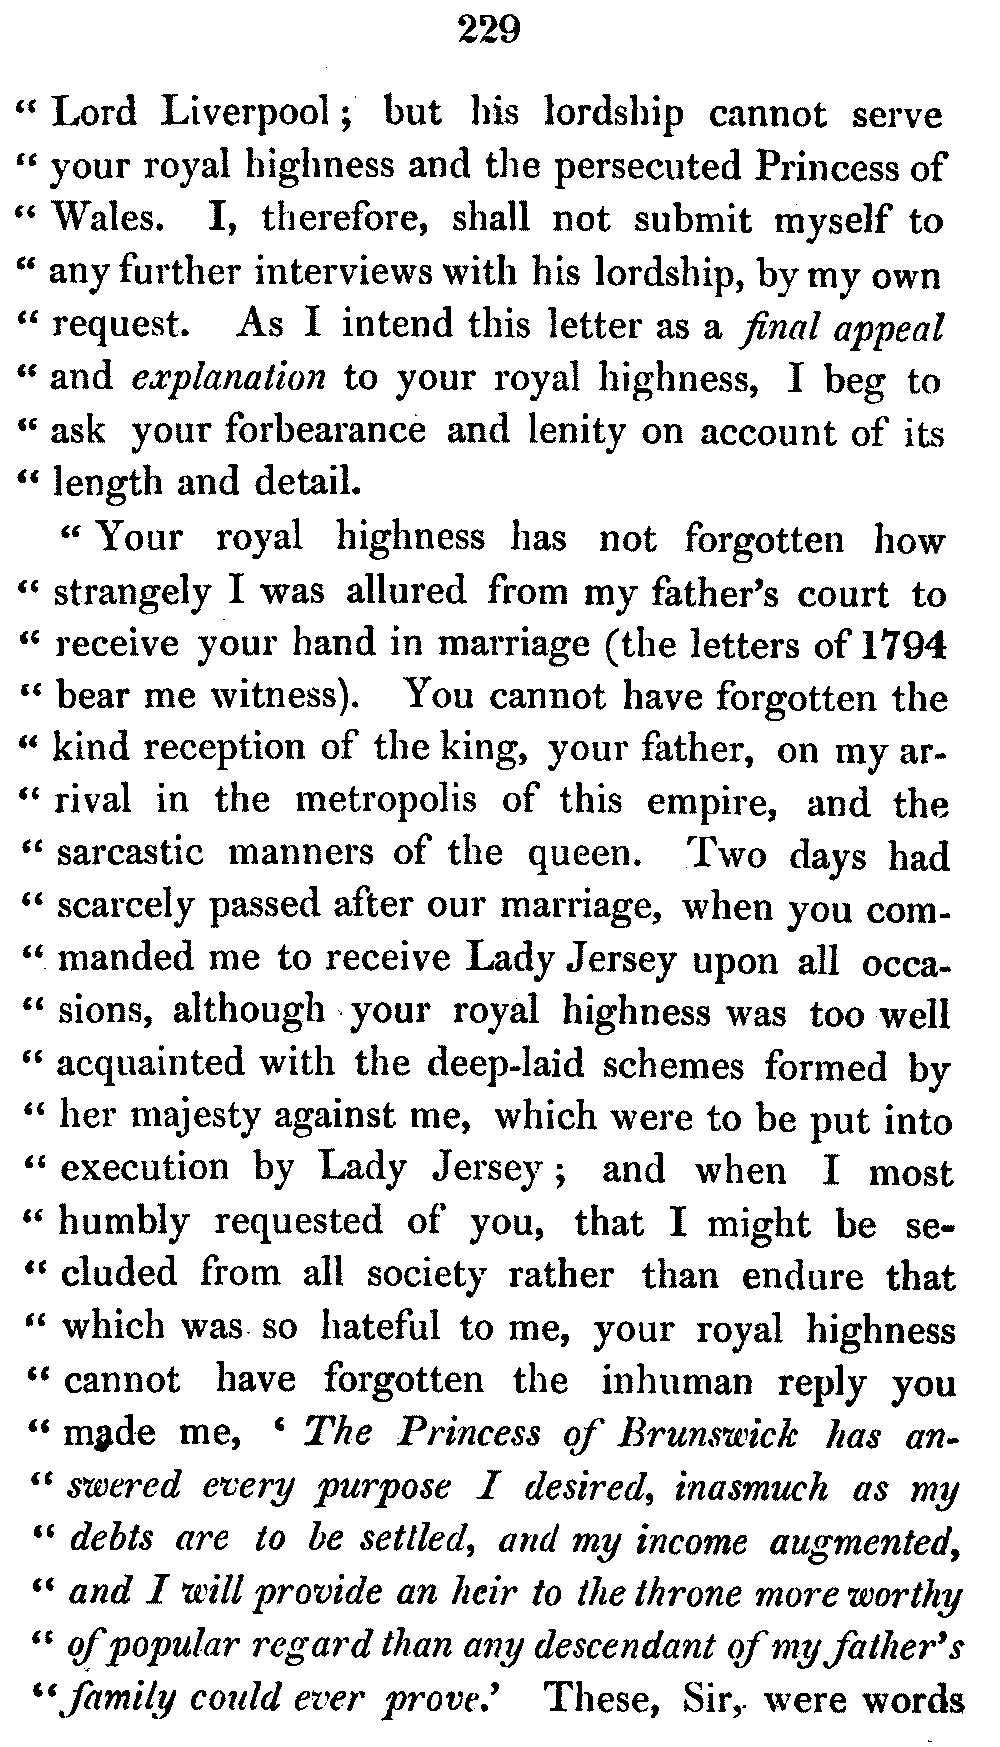 229
“ Lord Liverpool ; but his lordship cannot serve
“ your royal highness and the persecuted Princess of
“ Wales. I, therefore, shall not submit myself to
“ any further interviews with his lordship, by my own
“ request. As I intend this letter as a final appeal
“ and explanation to your royal highness, I beg to
“ ask your forbearance and lenity on account of its
“ length and detail.
“ Your royal highness has not forgotten how
“ strangely I was allured from my father’s court to
“ receive your hand in marriage (the letters of 1794
“ bear me witness). You cannot have forgotten the
“ kind reception of the king, your father, on my ar-
“ rival in the metropolis of this empire, and the
“ sarcastic manners of the queen. Two days had
“ scarcely passed after our marriage, when you com-
“ manded me to receive Lady Jersey upon all occa-
“ sions, although your royal highness was too well
“ acquainted with the deep-laid schemes formed by
“ her majesty against me, which were to be put into
“ execution by Lady Jersey ; and when I most
“ humbly requested of you, that I might be se-
“ cluded from all society rather than endure that
“ which was so hateful to me, your royal highness
“ cannot have forgotten the inhuman reply you
“ made me, ‘ The Princess of Brunswick has an-
“ swered every purpose I desired, inasmuch as my
“ debts are to be settled, and my income augmented,
“ and I will provide an heir to the throne more worthy
“ of popular regard than any descendant of my father’s
“ family could ever prove.’ These, Sir, were words